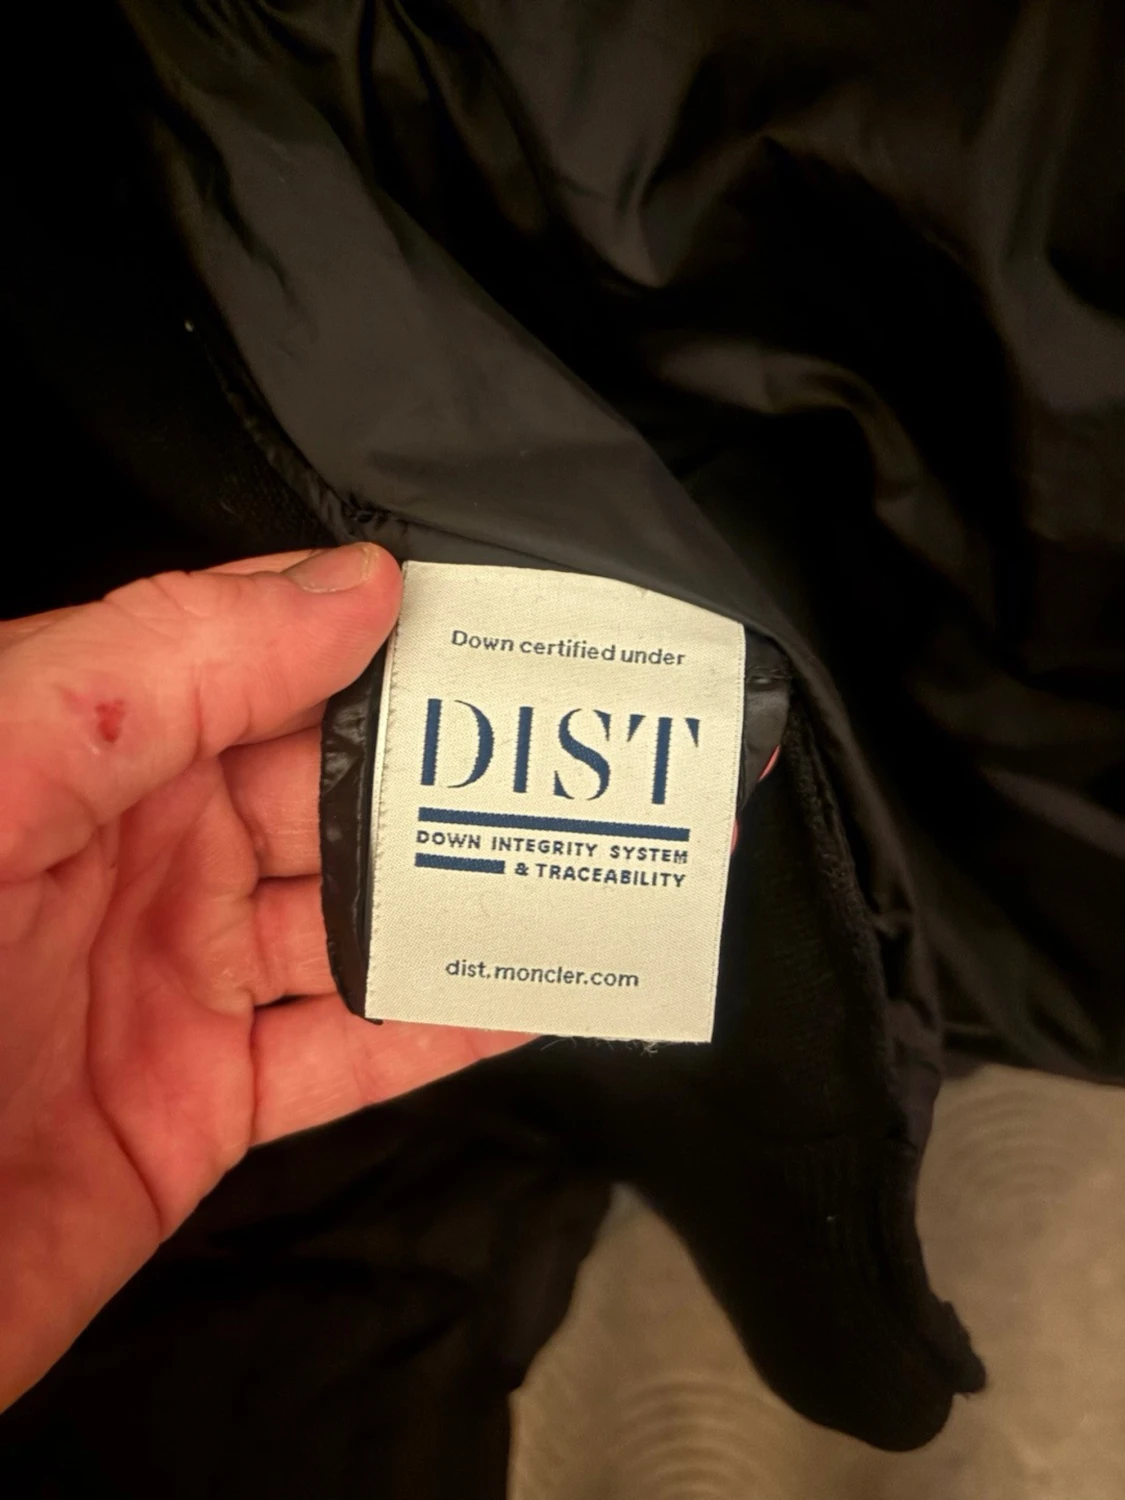 Down certified under
DIST
DOWN INTEGRITY SYSTEM
& TRACEABILITY
dist.moncler.com